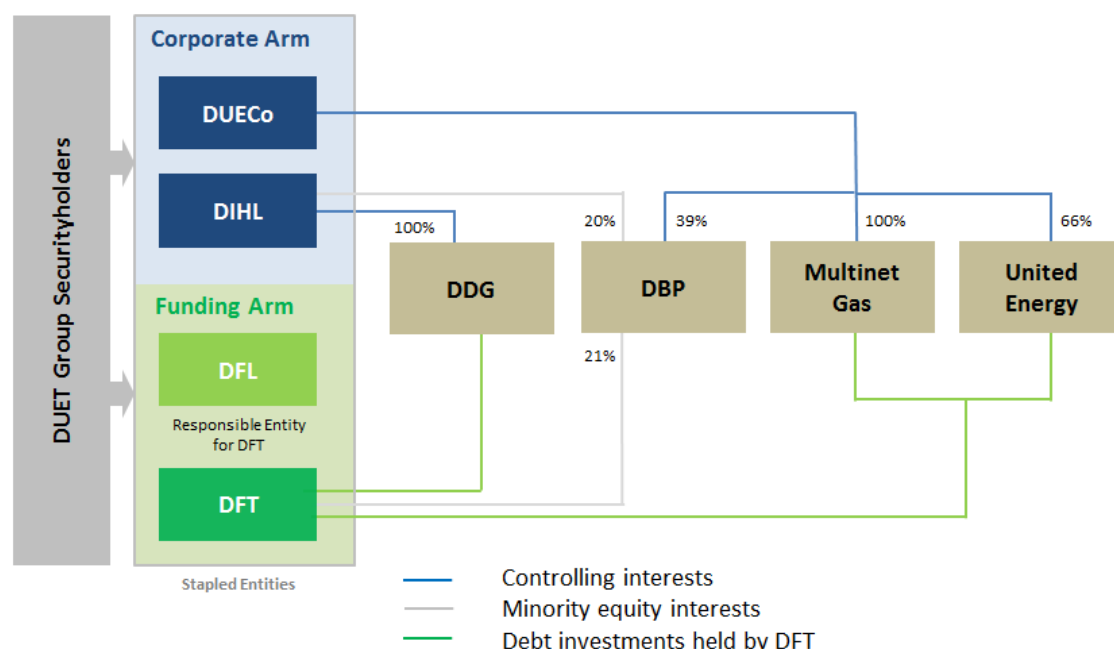 DUET Group Securityholders
Corporate Arm
DUECo
DIHL
100%
20%
39%
100%
66%
DDG
DBP
Multinet
Gas
United
Energy
Funding Arm
21%
DFL
Responsible Entity
for DFT
DFT
Stapled Entities
Controlling interests
Minority equity interests
Debt investments held by DFT